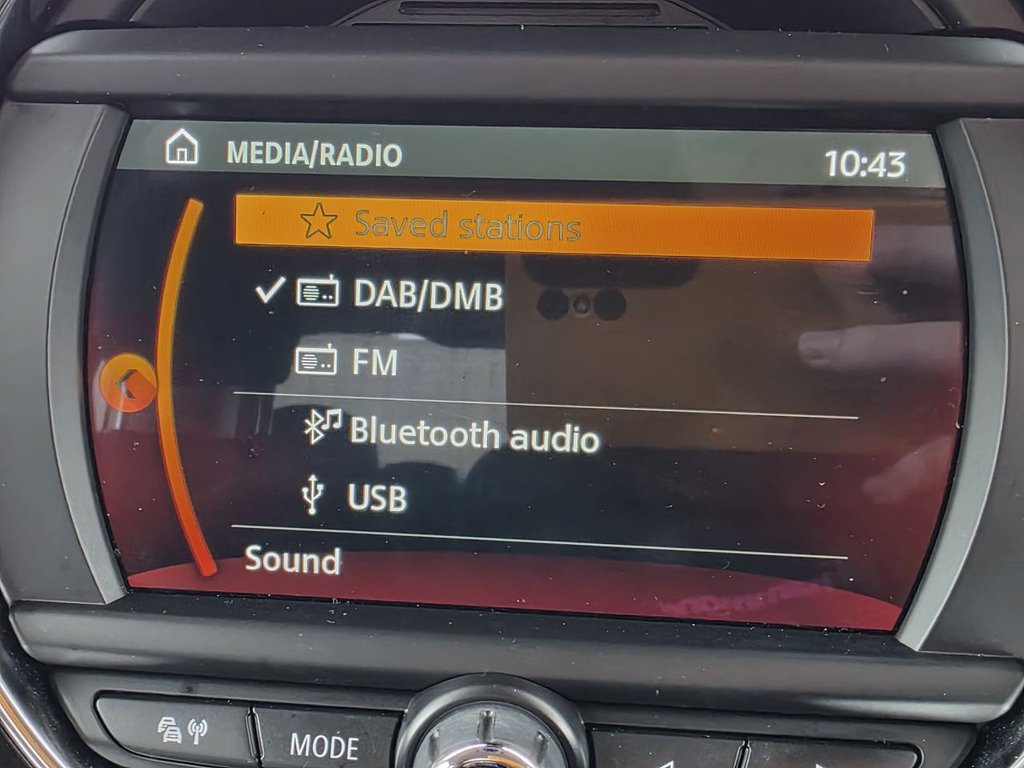 MEDIA/RADIO
10:43
Saved stations
DAB/DMB
FM
Bluetooth audio
USB
Sound
MODE